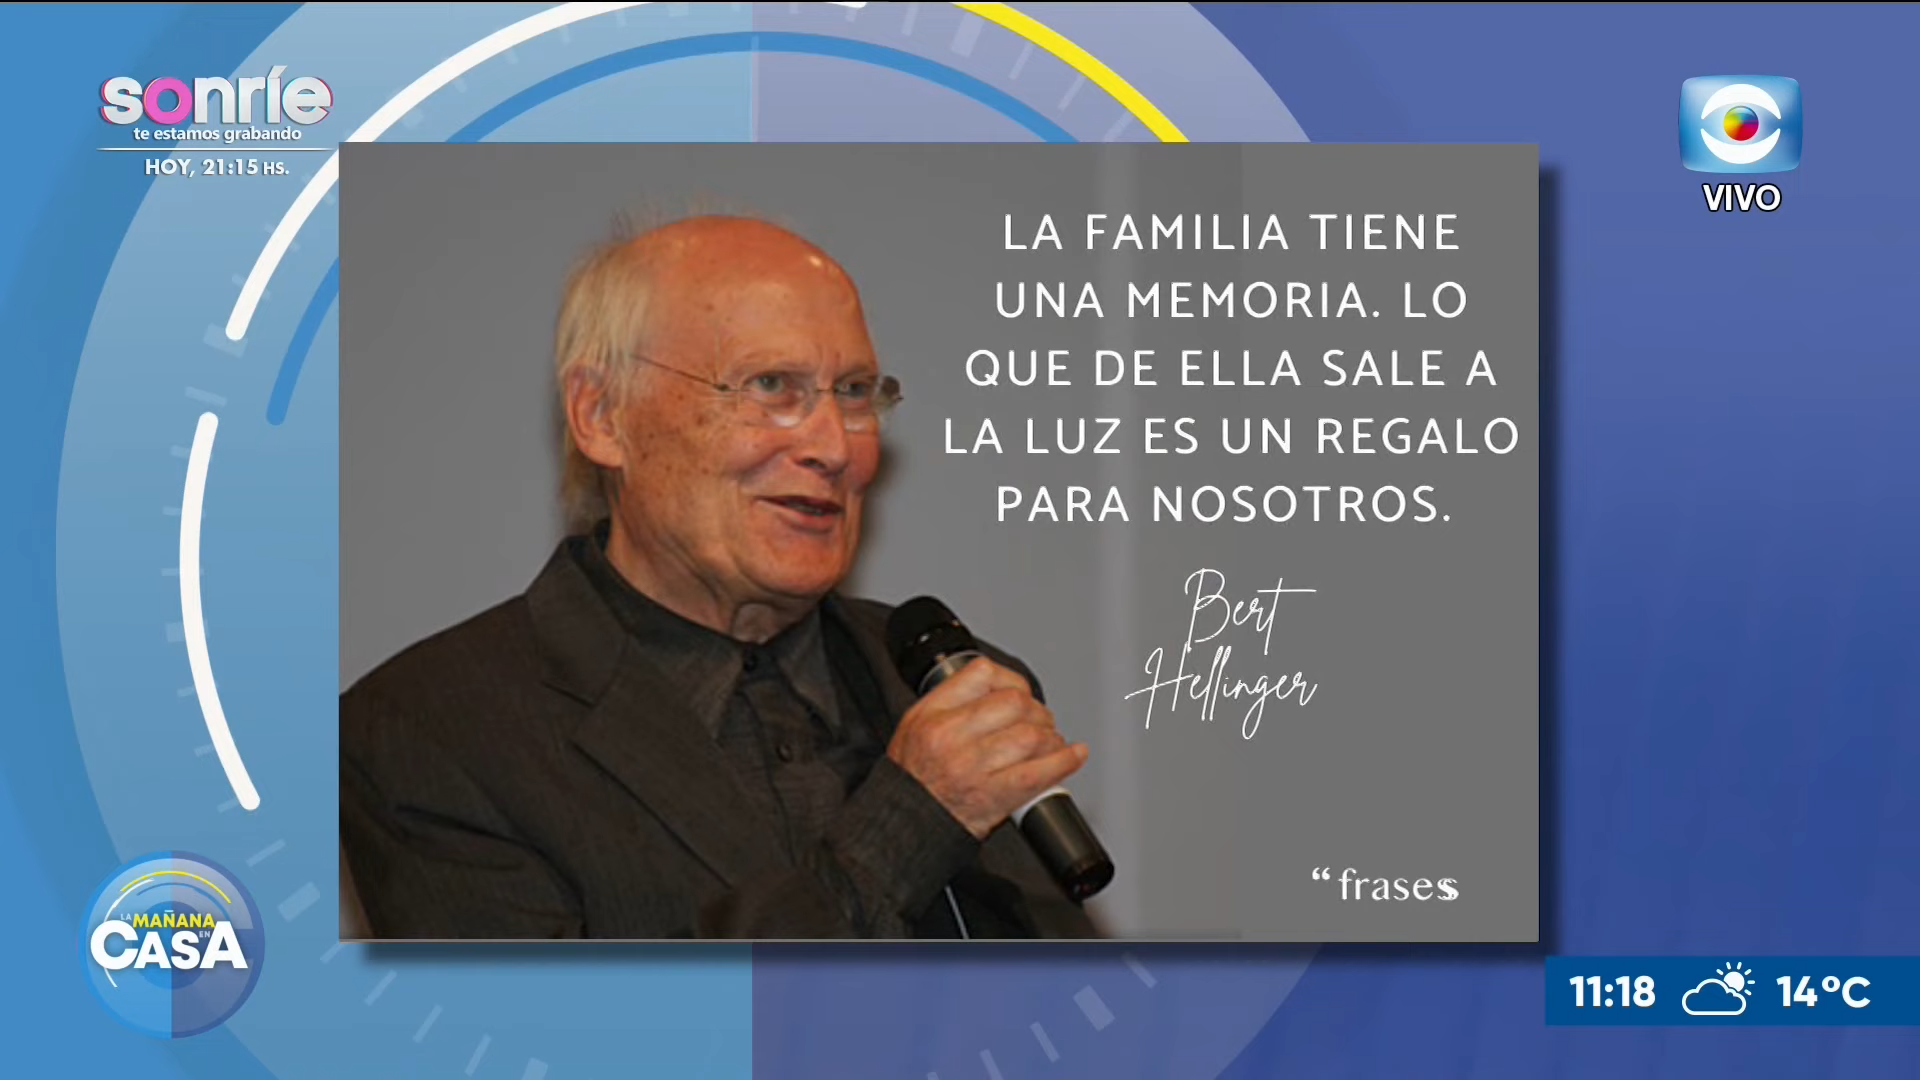 sonríe
te estamos grabando
HOY, 21:15 HS.
VIVO
LA FAMILIA TIENE
UNA MEMORIA. LO
QUE DE ELLA SALE A
LA LUZ ES UN REGALO
PARA NOSOTROS.
Bert
Hellinger
“frases
LA MAÑANA EN
CASA
11:18 14°C